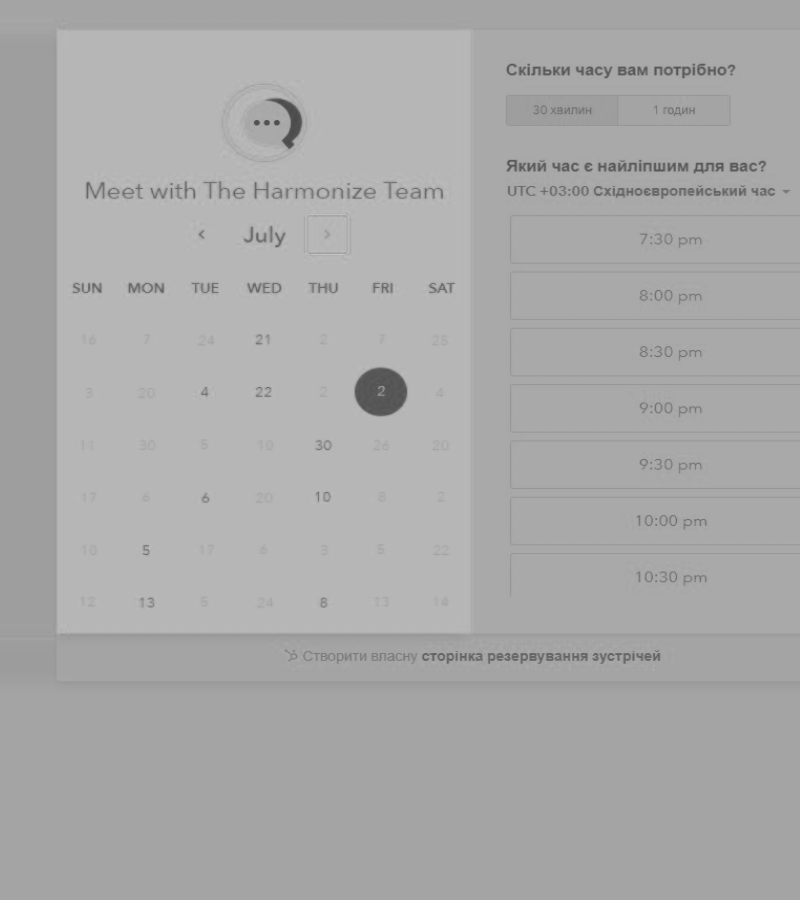 Meet with The Harmonize Team
July
SUN MON TUE WED THU FRI SAT
16 7 24 21 2 7 25
3 20 4 22 2 2 4
11 30 5 10 30 26 20
17 6 6 20 10 8 2
10 5 17 6 3 5 22
12 13 5 24 8 13 14
Скільки часу вам потрібно?
30 хвилин 1 годин
Який час є найліпшим для вас?
UTC +03:00 Східноєвропейський час
7:30 pm
8:00 pm
8:30 pm
9:00 pm
9:30 pm
10:00 pm
10:30 pm
Створити власну сторінка резервування зустрічей